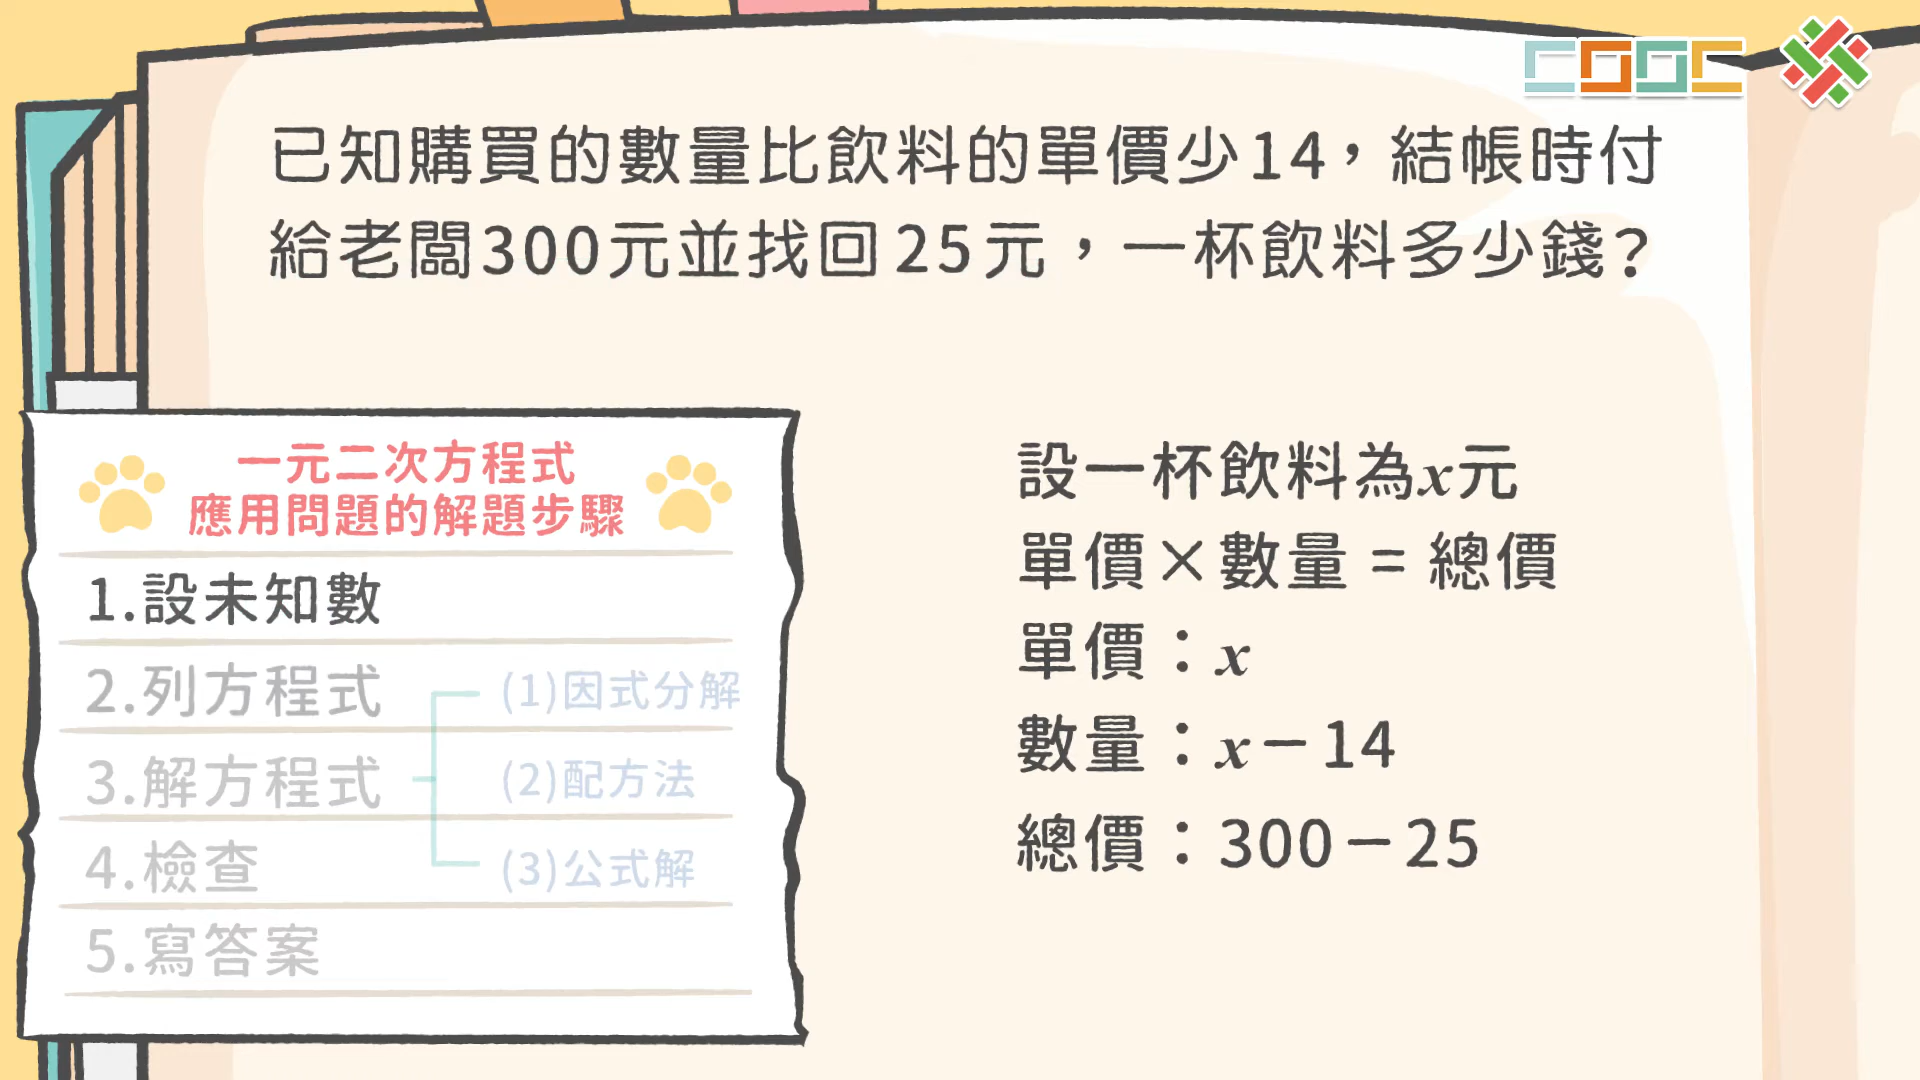 COOC
已知購買的數量比飲料的單價少14，結帳時付
給老闆300元並找回25元，一杯飲料多少錢？
一元二次方程式
應用問題的解題步驟
1.設未知數
2.列方程式
3.解方程式
(1)因式分解
(2)配方法
(3)公式解
4.檢查
5.寫答案
設一杯飲料為x元
單價×數量=總價
單價：x
數量：x－14
總價：300－25